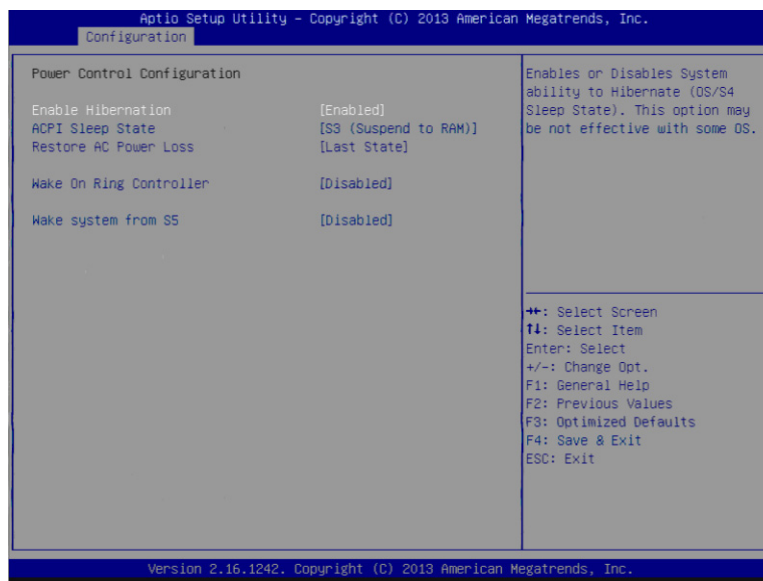 Aptio Setup Utility – Copyright (C) 2013 American Megatrends, Inc.
Configuration
Power Control Configuration
Enable Hibernation [Enabled]
ACPI Sleep State [S3 (Suspend to RAM)]
Restore AC Power Loss [Last State]
Wake On Ring Controller [Disabled]
Wake system from S5 [Disabled]
Enables or Disables System
ability to Hibernate (OS/S4
Sleep State). This option may
be not effective with some OS.
→←: Select Screen
↑↓: Select Item
Enter: Select
+/-: Change Opt.
F1: General Help
F2: Previous Values
F3: Optimized Defaults
F4: Save & Exit
ESC: Exit
Version 2.16.1242. Copyright (C) 2013 American Megatrends, Inc.